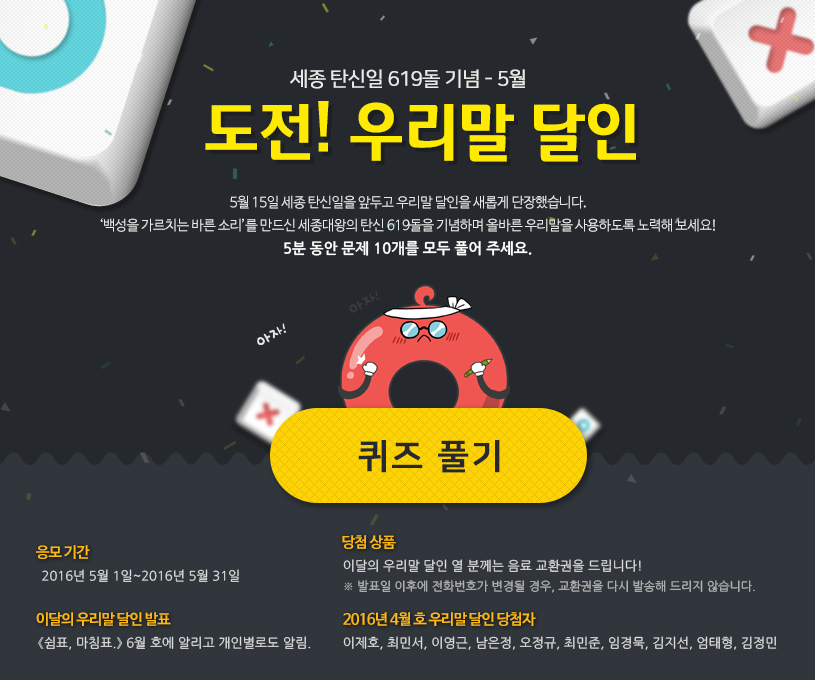 세종 탄신일 619돌 기념 - 5월
도전! 우리말 달인
5월 15일 세종 탄신일을 앞두고 우리말 달인을 새롭게 단장했습니다.
‘백성을 가르치는 바른 소리’를 만드신 세종대왕의 탄신 619돌을 기념하며 올바른 우리말을 사용하도록 노력해 보세요!
5분 동안 문제 10개를 모두 풀어 주세요.
아자!
아자!
퀴즈 풀기
응모 기간
2016년 5월 1일~2016년 5월 31일
당첨 상품
이달의 우리말 달인 열 분께는 음료 교환권을 드립니다!
※ 발표일 이후에 전화번호가 변경될 경우, 교환권을 다시 발송해 드리지 않습니다.
이달의 우리말 달인 발표
《쉼표, 마침표.》 6월 호에 알리고 개인별로도 알림.
2016년 4월 호 우리말 달인 당첨자
이제호, 최민서, 이영근, 남은정, 오정규, 최민준, 임경묵, 김지선, 엄태형, 김정민